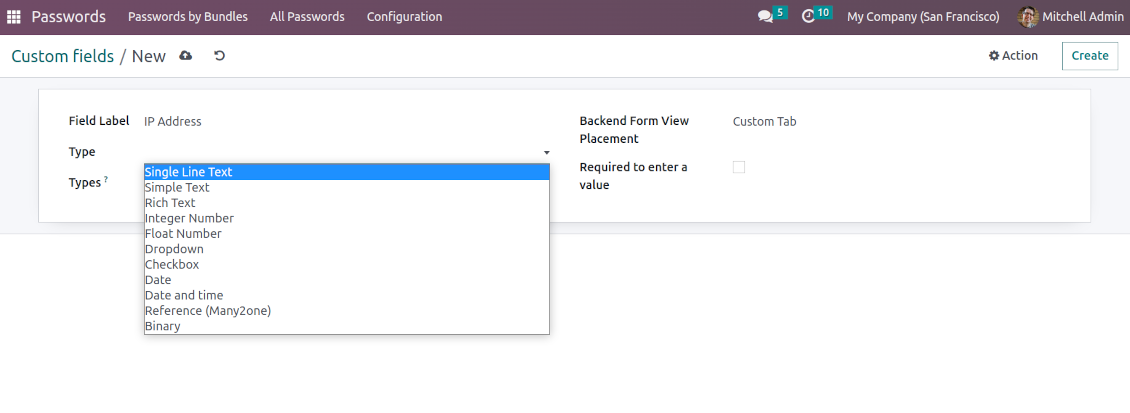 Passwords Passwords by Bundles All Passwords Configuration 5 10 My Company (San Francisco) Mitchell Admin
Custom fields / New Action Create
Field Label IP Address Backend Form View Placement Custom Tab
Type
Required to enter a value
Types ?
Single Line Text
Simple Text
Rich Text
Integer Number
Float Number
Dropdown
Checkbox
Date
Date and time
Reference (Many2one)
Binary